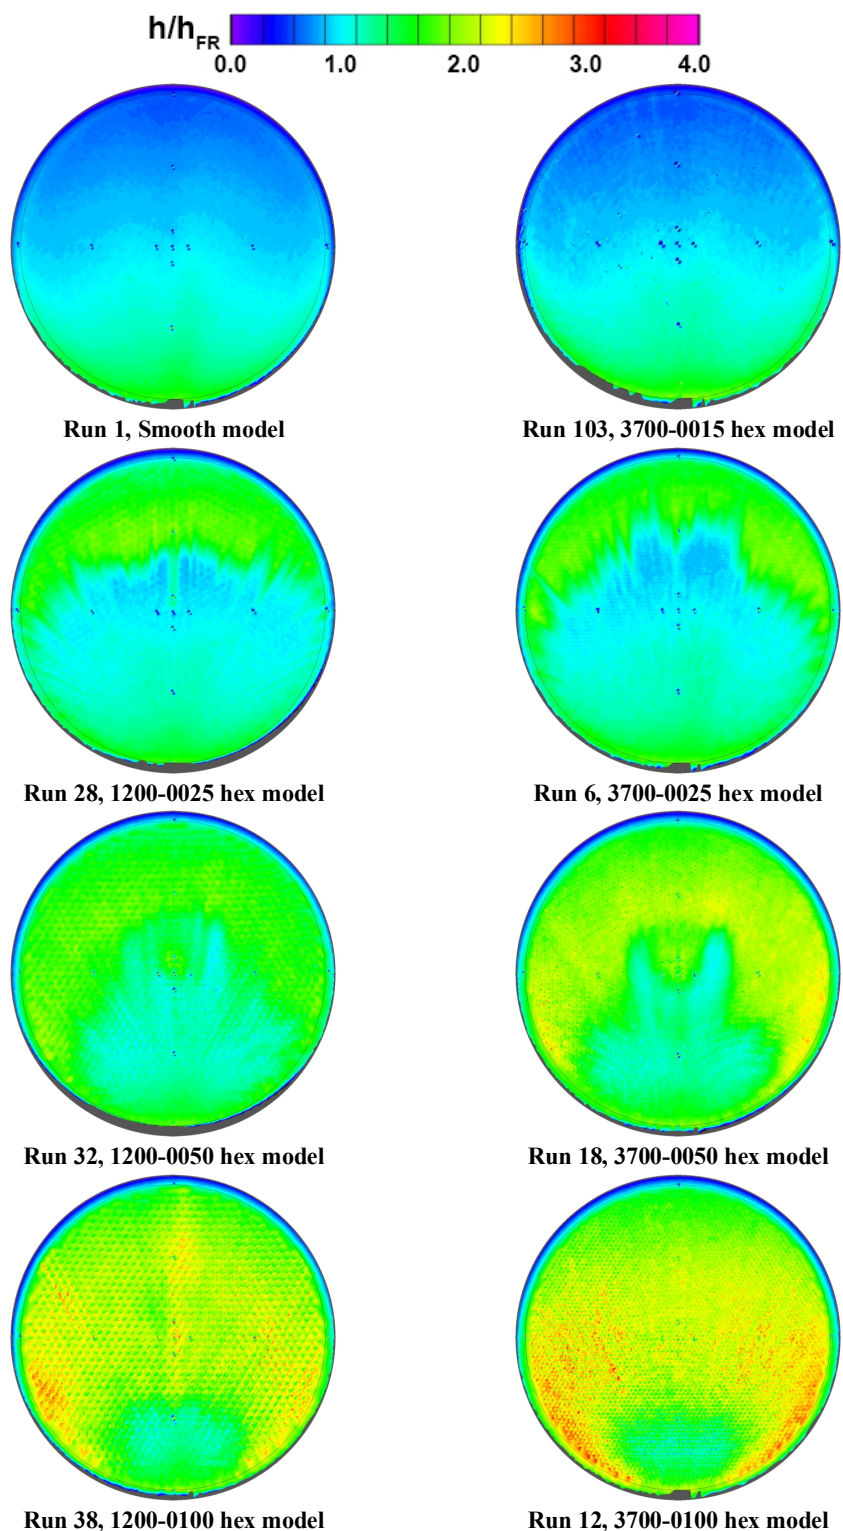 h/hFR
0.0 1.0 2.0 3.0 4.0
Run 1, Smooth model
Run 103, 3700-0015 hex model
Run 28, 1200-0025 hex model
Run 6, 3700-0025 hex model
Run 32, 1200-0050 hex model
Run 18, 3700-0050 hex model
Run 38, 1200-0100 hex model
Run 12, 3700-0100 hex model